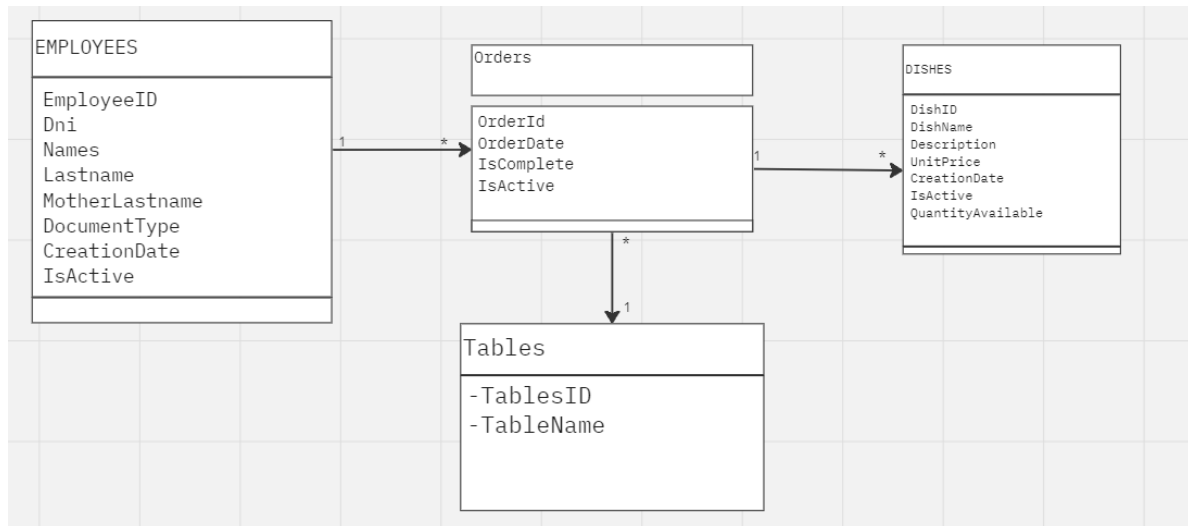 EMPLOYEES
EmployeeID
Dni
Names
Lastname
MotherLastname
DocumentType
CreationDate
IsActive
1
*
Orders
OrderId
OrderDate
IsComplete
IsActive
1
*
DISHES
DishID
DishName
Description
UnitPrice
CreationDate
IsActive
QuantityAvailable
*
1
Tables
-TablesID
-TableName